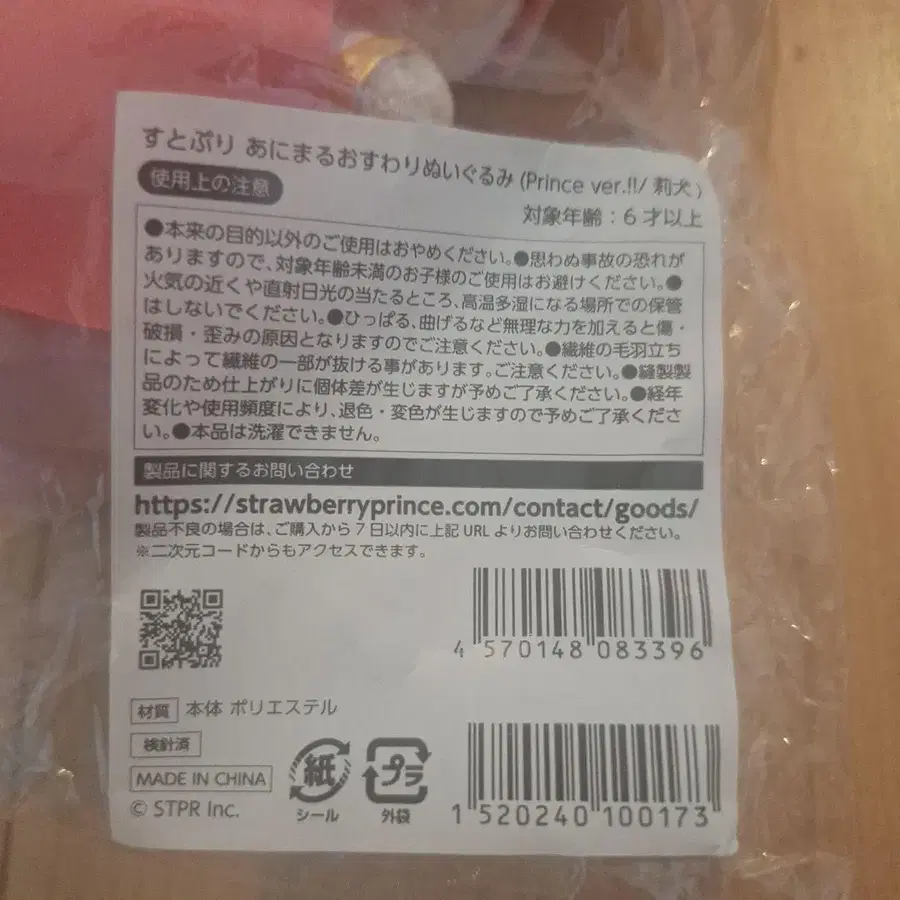 すとぷり あにまるおすわりぬいぐるみ (Prince ver.!!/ 莉犬 )
使用上の注意
対象年齢：6 才以上
●本来の目的以外のご使用はおやめください。●思わぬ事故の恐れが
ありますので、対象年齢未満のお子様のご使用はお避けください。●
火気の近くや直射日光の当たるところ、高温多湿になる場所での保管
はしないでください。●ひっぱる、曲げるなど無理な力を加えると傷・
破損・歪みの原因となりますのでご注意ください。●繊維の毛羽立ち
によって繊維の一部が抜ける事があります。ご注意ください。●縫製製
品のため仕上がりに個体差が生じますが予めご了承ください。●経年
変化や使用頻度により、退色・変色が生じますので予めご了承くださ
い。●本品は洗濯できません。
製品に関するお問い合わせ
https://strawberryprince.com/contact/goods/
製品不良の場合は、ご購入から 7 日以内に上記 URL よりお問い合わせください。
※二次元コードからもアクセスできます。
4 570148 083396
材質 本体 ポリエステル
検針済
MADE IN CHINA
© STPR Inc.
紙
シール
プラ
外袋
1 520240 100173